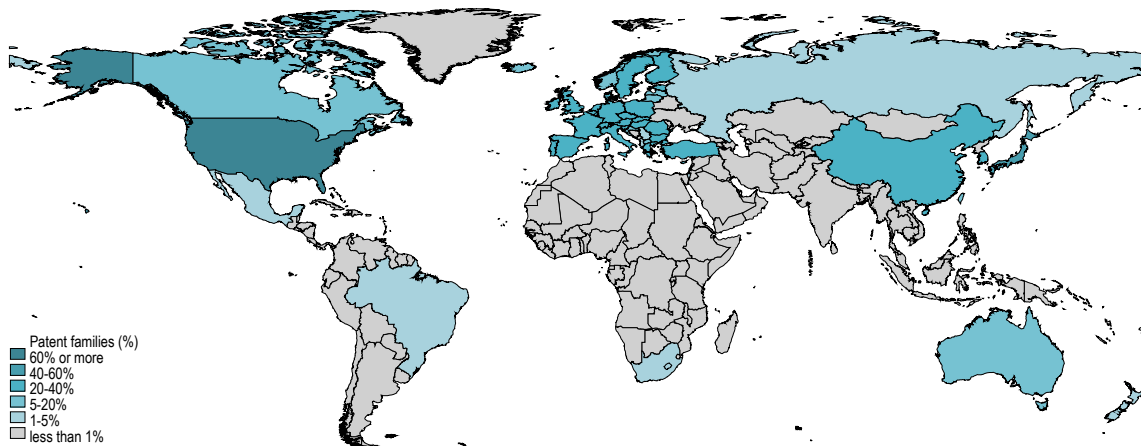 Patent families (%)
60% or more
40-60%
20-40%
5-20%
1-5%
less than 1%